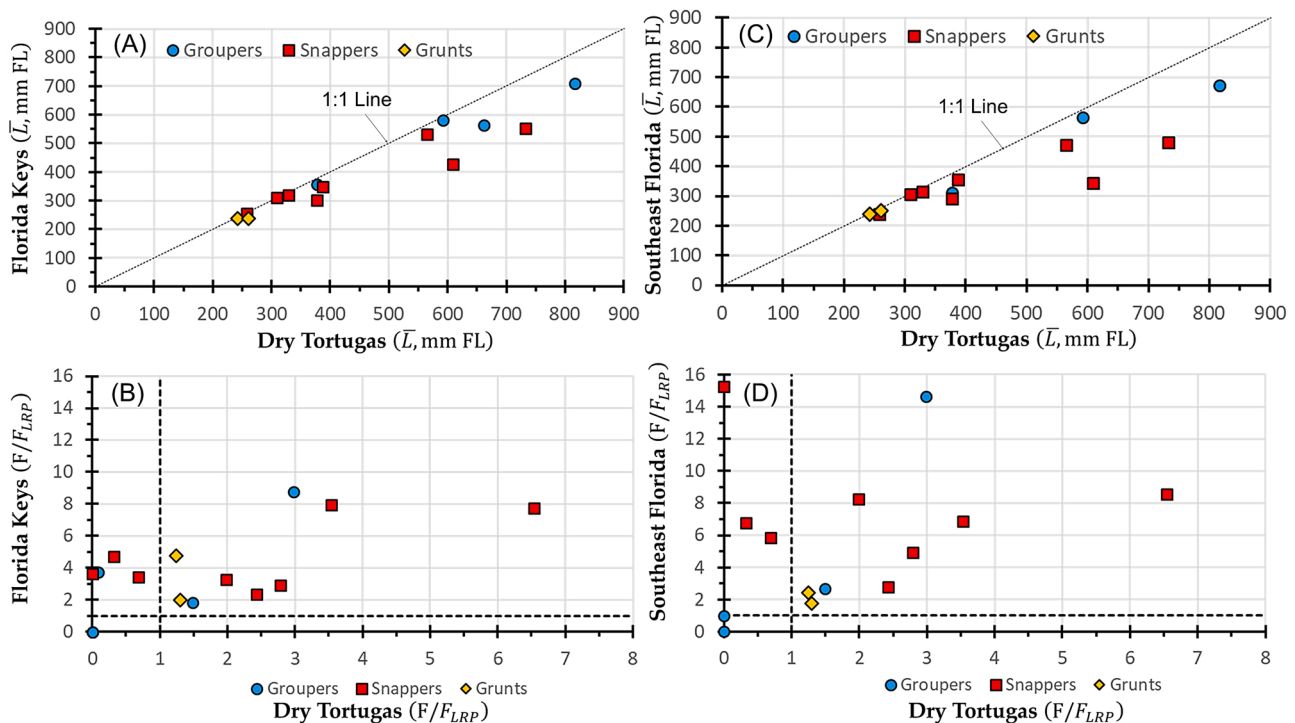 (A)
Groupers Snappers Grunts
1:1 Line
Florida Keys (L̅, mm FL)
900
800
700
600
500
400
300
200
100
0
0 100 200 300 400 500 600 700 800 900
Dry Tortugas (L̅, mm FL)
(C)
Groupers Snappers Grunts
1:1 Line
Southeast Florida (L̅, mm FL)
900
800
700
600
500
400
300
200
100
0
0 100 200 300 400 500 600 700 800 900
Dry Tortugas (L̅, mm FL)
(B)
Florida Keys (F/F_LRP)
16
14
12
10
8
6
4
2
0
0 1 2 3 4 5 6 7 8
Groupers Snappers Grunts
Dry Tortugas (F/F_LRP)
(D)
Southeast Florida (F/F_LRP)
16
14
12
10
8
6
4
2
0
0 1 2 3 4 5 6 7 8
Groupers Snappers Grunts
Dry Tortugas (F/F_LRP)